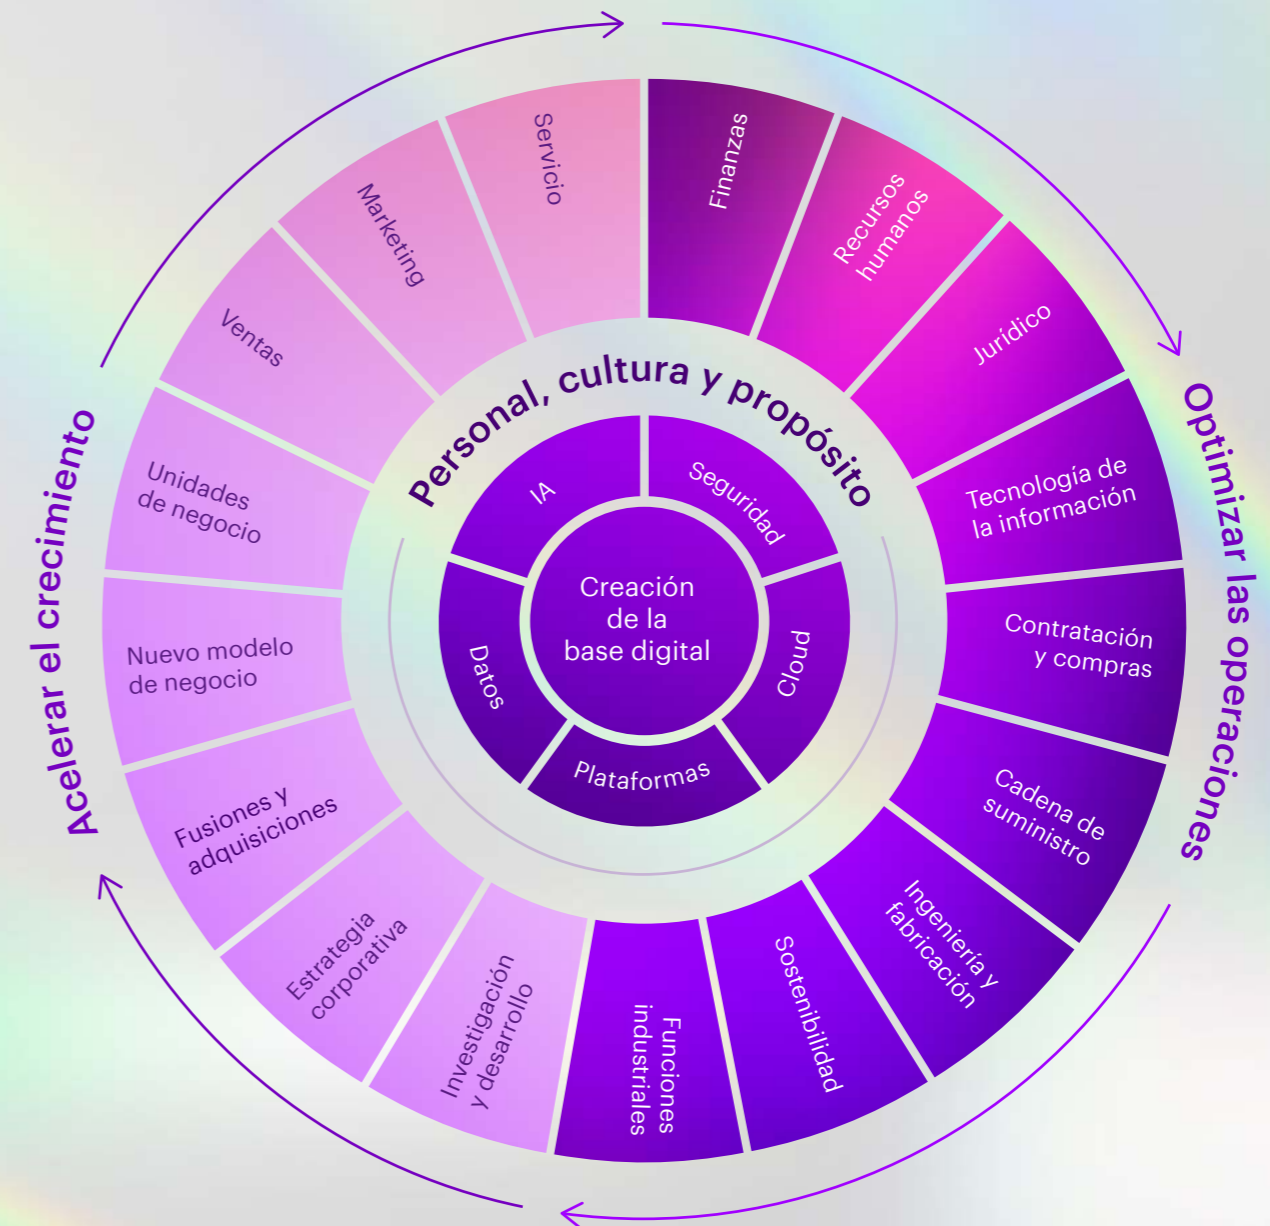 Servicio
Finanzas
Recursos
humanos
Jurídico
Tecnología de
la información
Contratación
y compras
Cadena de
suministro
Ingeniería y
fabricación
Sostenibilidad
Funciones
industriales
Investigación
y desarrollo
Estrategia
corporativa
Fusiones y
adquisiciones
Nuevo modelo
de negocio
Unidades
de negocio
Ventas
Marketing
Acelerar el crecimiento
Optimizar las operaciones
Personal, cultura y propósito
IA
Seguridad
Cloud
Plataformas
Datos
Creación
de la
base digital